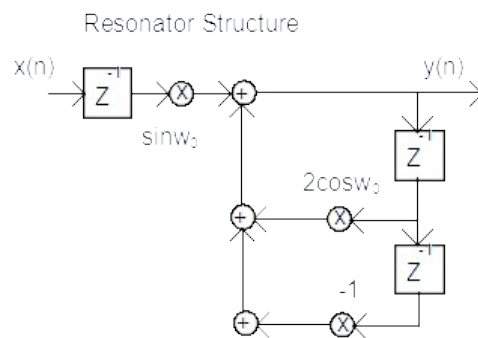 Resonator Structure
x(n)
y(n)
Z⁻¹
X
+
sinw₀
Z⁻¹
2cosw₀
+
X
Z⁻¹
-1
+
X